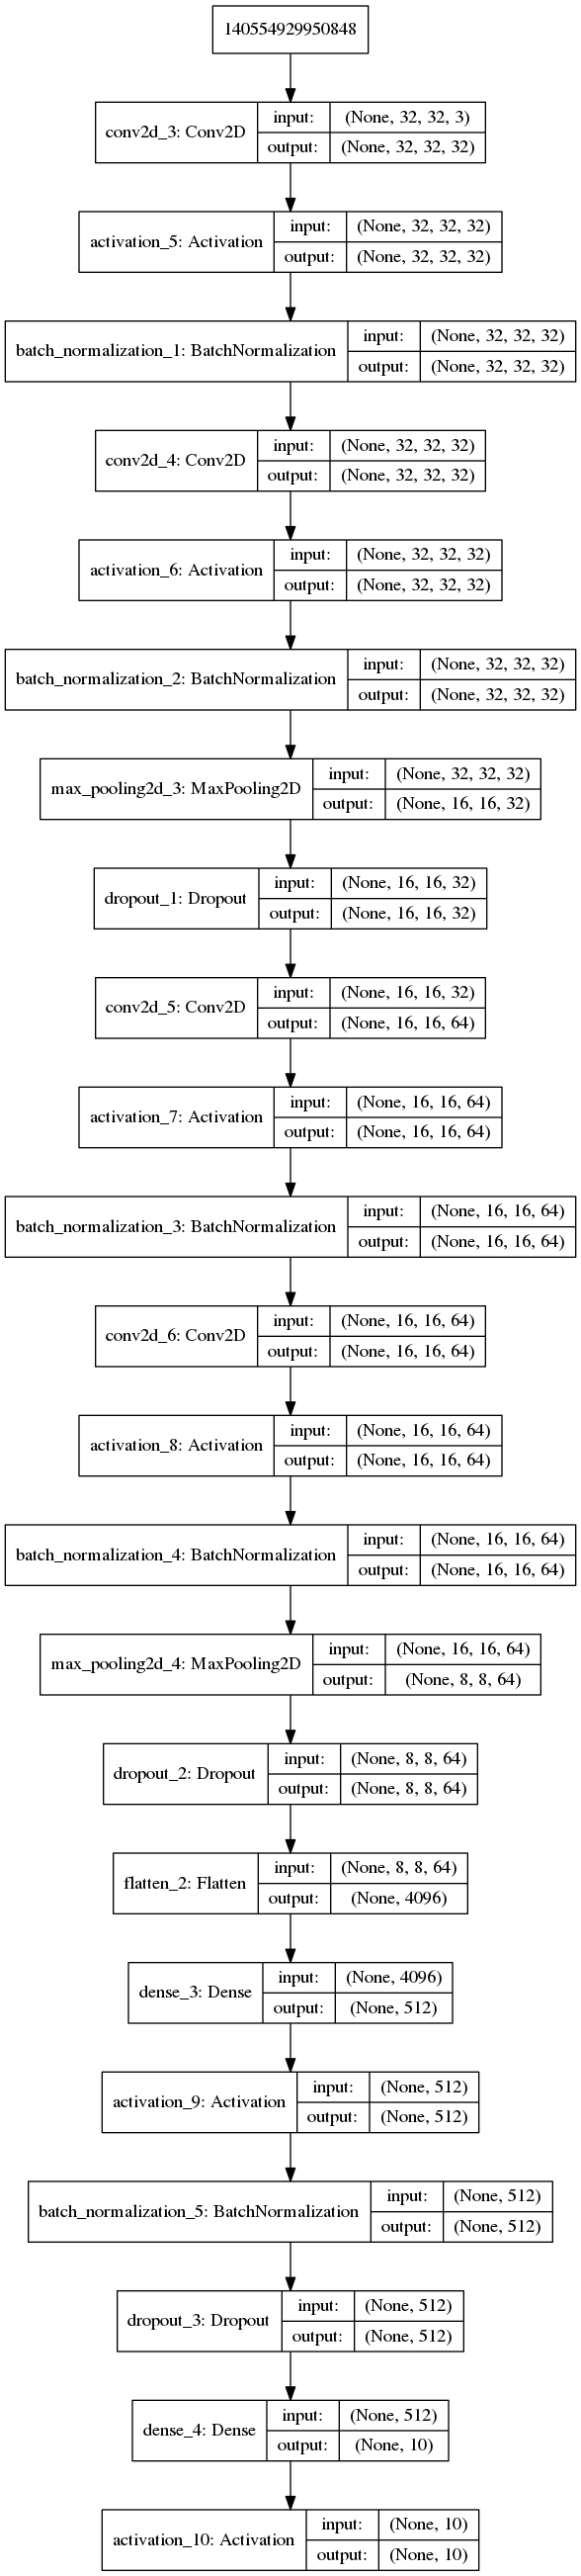 140554929950848
conv2d_3: Conv2D
input: (None, 32, 32, 3)
output: (None, 32, 32, 32)
activation_5: Activation
input: (None, 32, 32, 32)
output: (None, 32, 32, 32)
batch_normalization_1: BatchNormalization
input: (None, 32, 32, 32)
output: (None, 32, 32, 32)
conv2d_4: Conv2D
input: (None, 32, 32, 32)
output: (None, 32, 32, 32)
activation_6: Activation
input: (None, 32, 32, 32)
output: (None, 32, 32, 32)
batch_normalization_2: BatchNormalization
input: (None, 32, 32, 32)
output: (None, 32, 32, 32)
max_pooling2d_3: MaxPooling2D
input: (None, 32, 32, 32)
output: (None, 16, 16, 32)
dropout_1: Dropout
input: (None, 16, 16, 32)
output: (None, 16, 16, 32)
conv2d_5: Conv2D
input: (None, 16, 16, 32)
output: (None, 16, 16, 64)
activation_7: Activation
input: (None, 16, 16, 64)
output: (None, 16, 16, 64)
batch_normalization_3: BatchNormalization
input: (None, 16, 16, 64)
output: (None, 16, 16, 64)
conv2d_6: Conv2D
input: (None, 16, 16, 64)
output: (None, 16, 16, 64)
activation_8: Activation
input: (None, 16, 16, 64)
output: (None, 16, 16, 64)
batch_normalization_4: BatchNormalization
input: (None, 16, 16, 64)
output: (None, 16, 16, 64)
max_pooling2d_4: MaxPooling2D
input: (None, 16, 16, 64)
output: (None, 8, 8, 64)
dropout_2: Dropout
input: (None, 8, 8, 64)
output: (None, 8, 8, 64)
flatten_2: Flatten
input: (None, 8, 8, 64)
output: (None, 4096)
dense_3: Dense
input: (None, 4096)
output: (None, 512)
activation_9: Activation
input: (None, 512)
output: (None, 512)
batch_normalization_5: BatchNormalization
input: (None, 512)
output: (None, 512)
dropout_3: Dropout
input: (None, 512)
output: (None, 512)
dense_4: Dense
input: (None, 512)
output: (None, 10)
activation_10: Activation
input: (None, 10)
output: (None, 10)